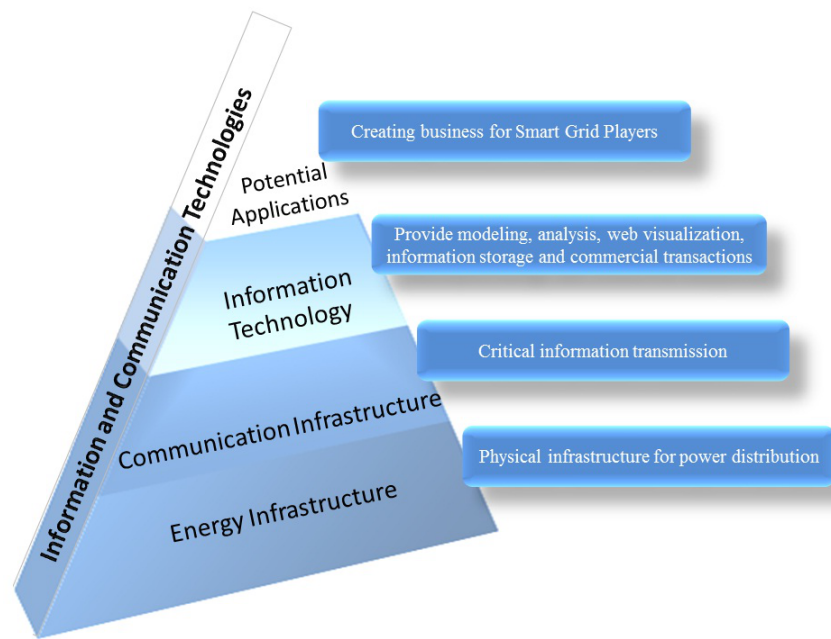 Information and Communication Technologies
Potential
Applications
Creating business for Smart Grid Players
Information
Technology
Provide modeling, analysis, web visualization,
information storage and commercial transactions
Communication Infrastructure
Critical information transmission
Energy Infrastructure
Physical infrastructure for power distribution